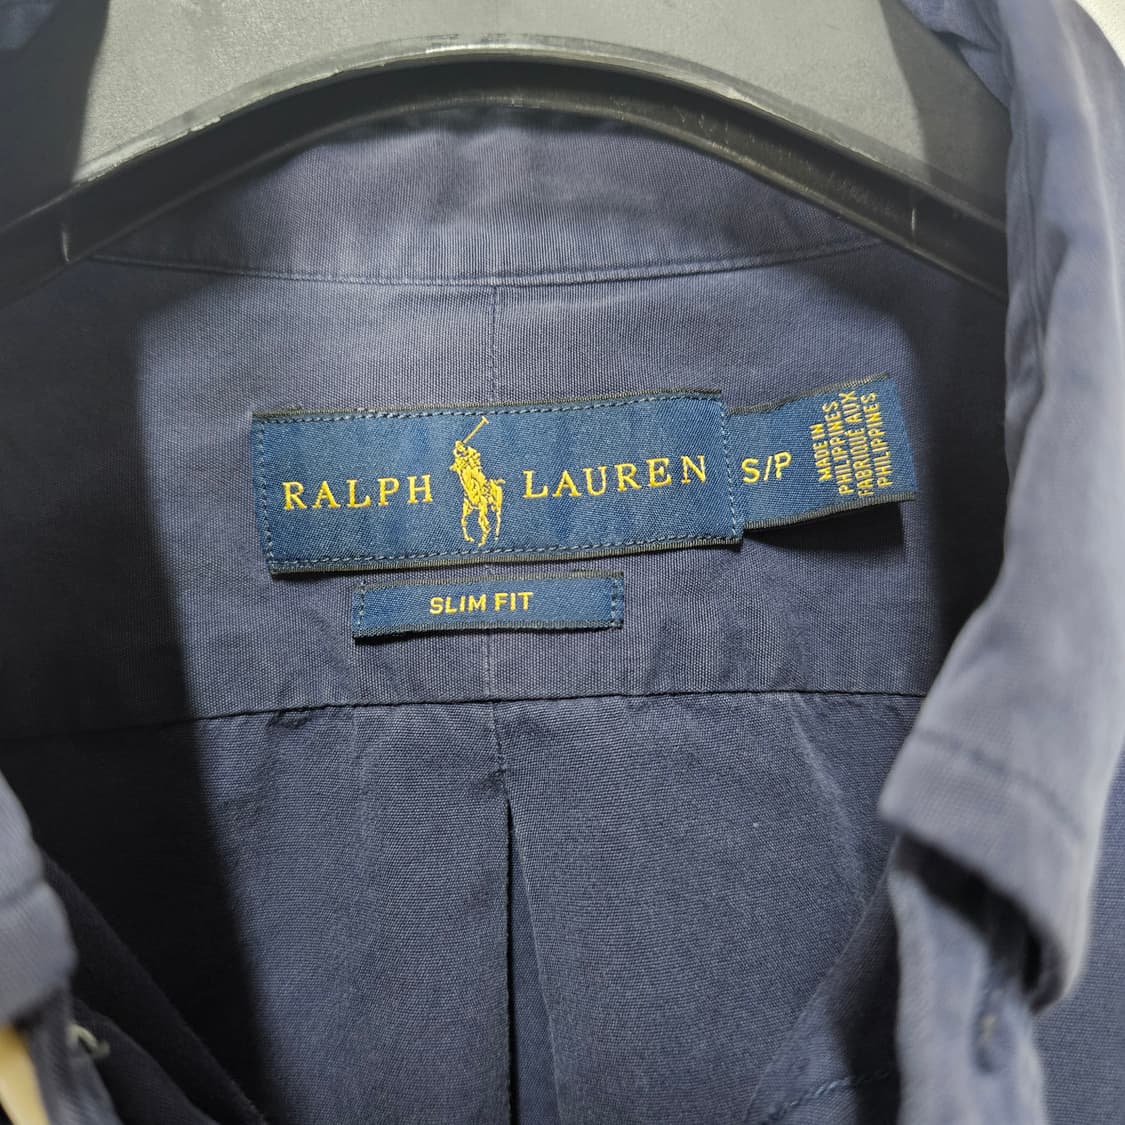 RALPH LAUREN
S/P
MADE IN
PHILIPPINES
FABRIQUÉ AUX
PHILIPPINES
SLIM FIT